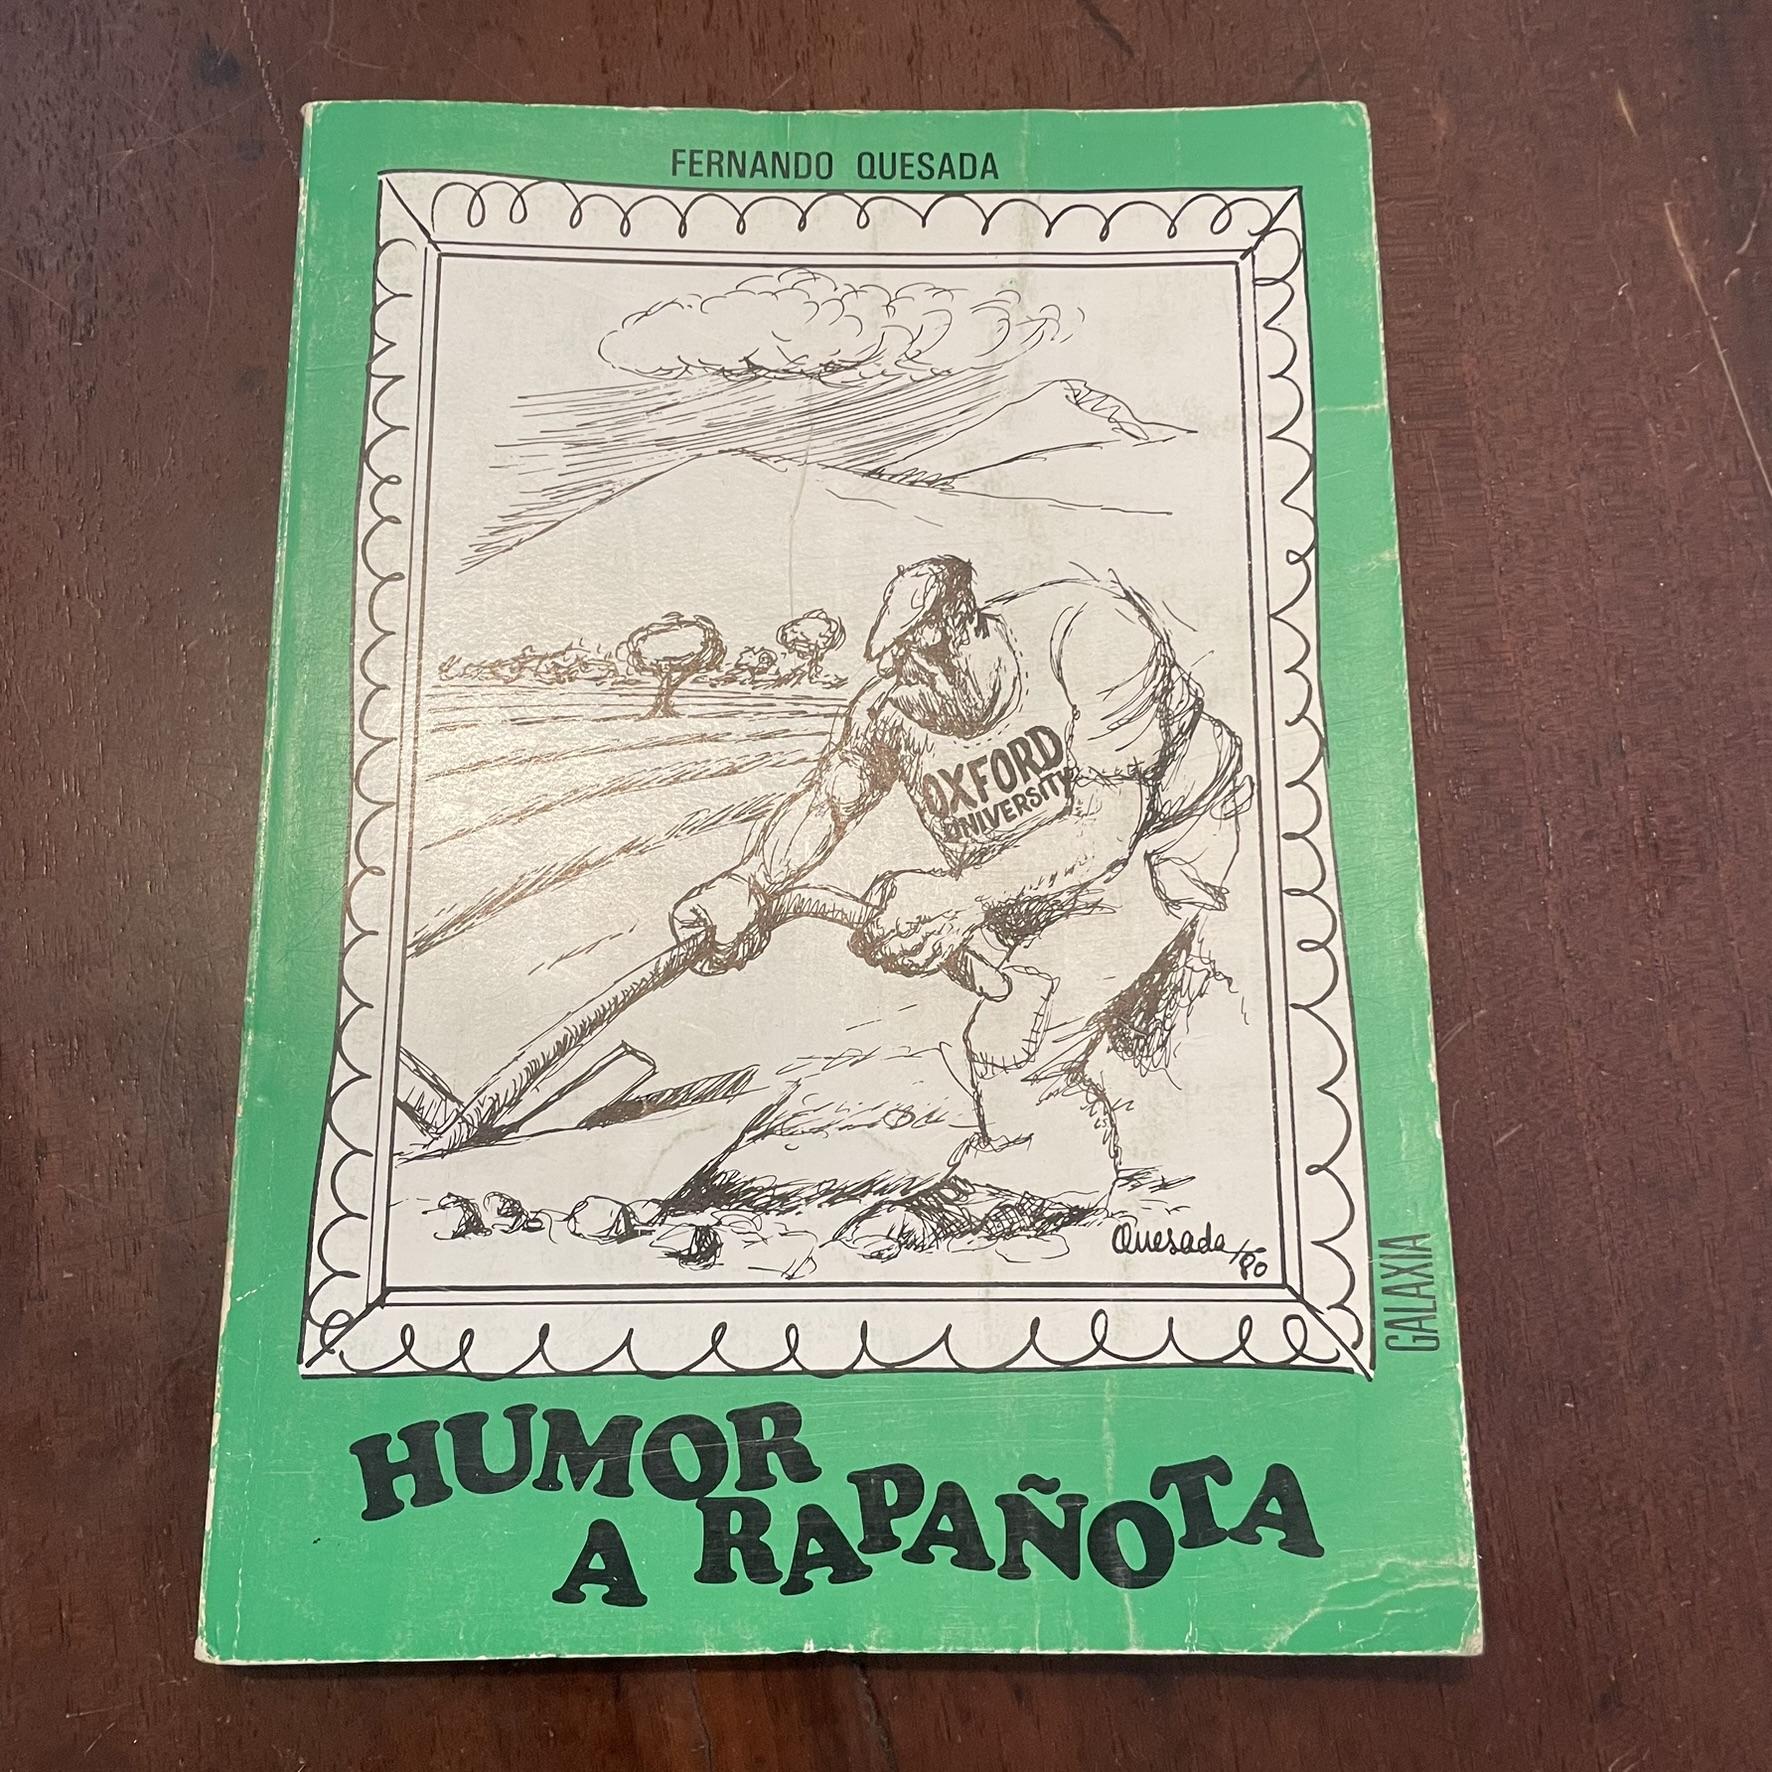 FERNANDO QUESADA
OXFORD
UNIVERSITY
Quesada/80
GALAXIA
HUMOR
A RAPAÑOTA